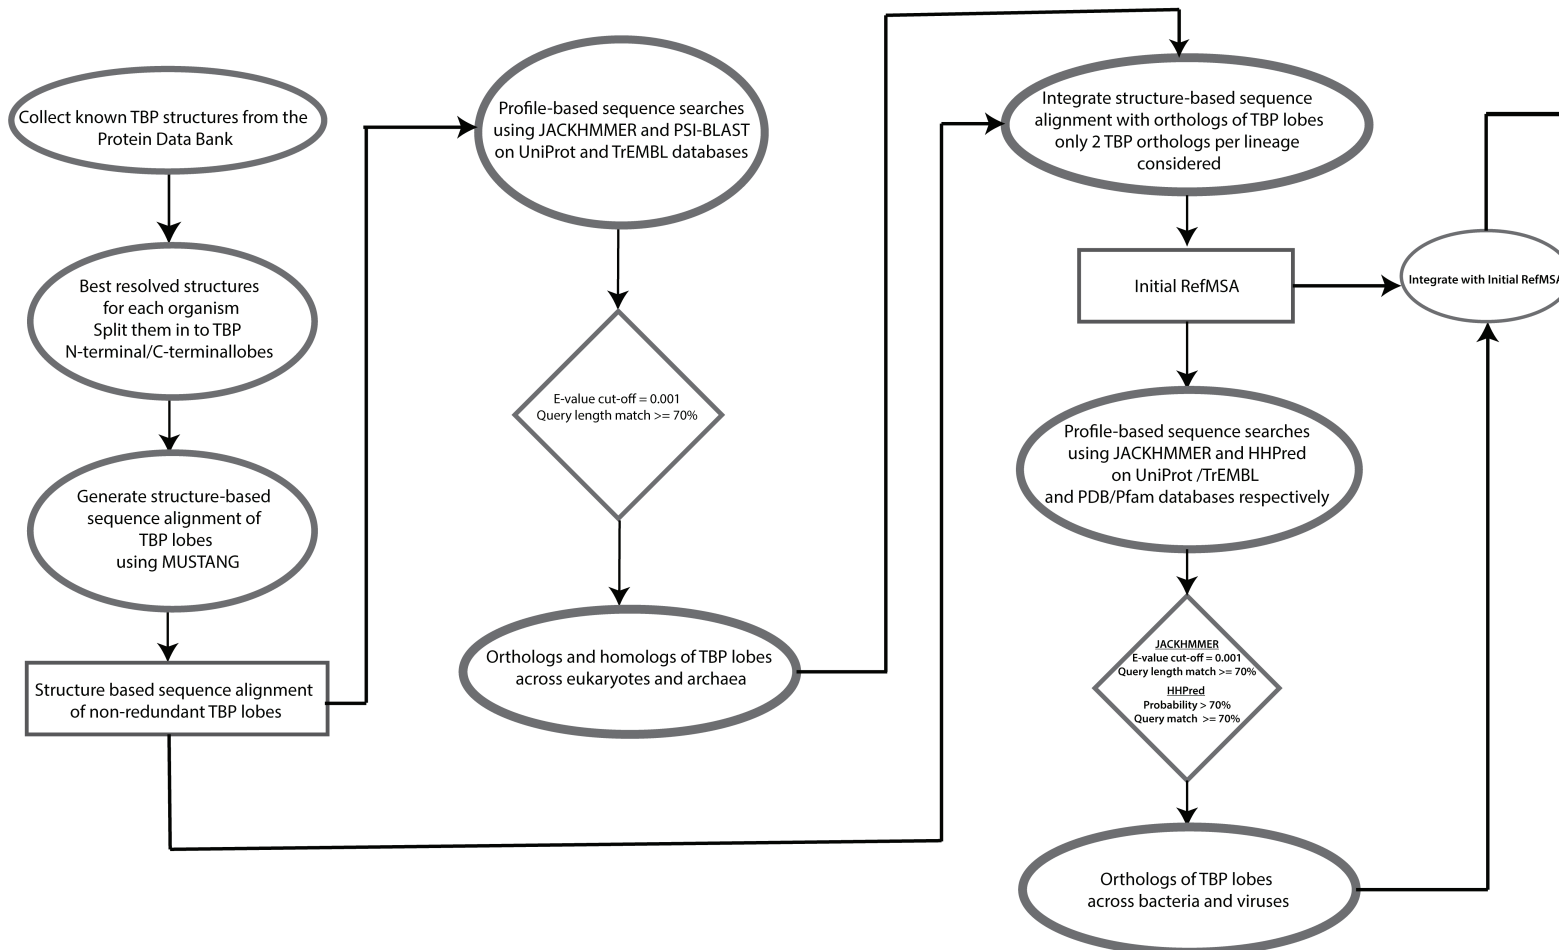 Collect known TBP structures from the
Protein Data Bank
Best resolved structures
for each organism
Split them in to TBP
N-terminal/C-terminallobes
Generate structure-based
sequence alignment of
TBP lobes
using MUSTANG
Structure based sequence alignment
of non-redundant TBP lobes
Profile-based sequence searches
using JACKHMMER and PSI-BLAST
on UniProt and TrEMBL databases
E-value cut-off = 0.001
Query length match >= 70%
Orthologs and homologs of TBP lobes
across eukaryotes and archaea
Integrate structure-based sequence
alignment with orthologs of TBP lobes
only 2 TBP orthologs per lineage
considered
Initial RefMSA
Profile-based sequence searches
using JACKHMMER and HHPred
on UniProt /TrEMBL
and PDB/Pfam databases respectively
JACKHMMER
E-value cut-off = 0.001
Query length match >= 70%
HHPred
Probability > 70%
Query match >= 70%
Orthologs of TBP lobes
across bacteria and viruses
Integrate with Initial RefMSA